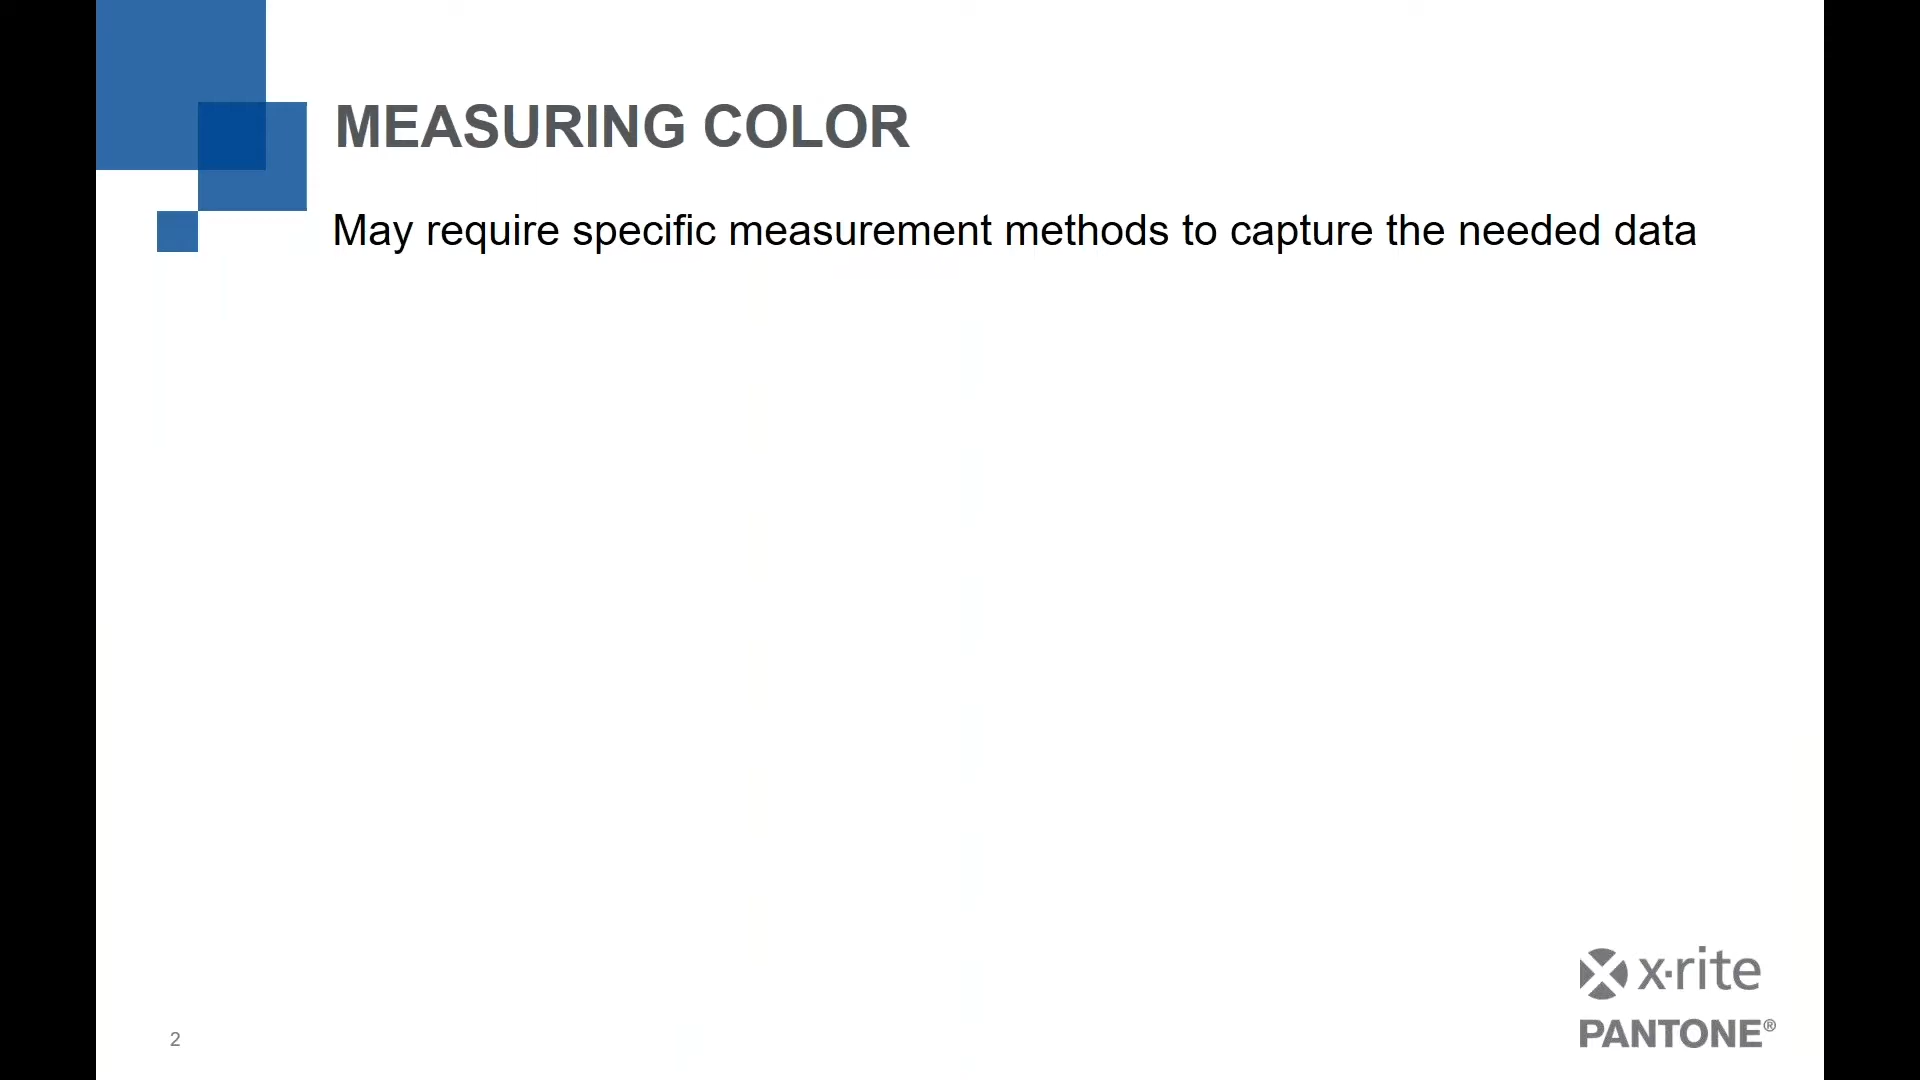 MEASURING COLOR
May require specific measurement methods to capture the needed data
x·rite
PANTONE®
2